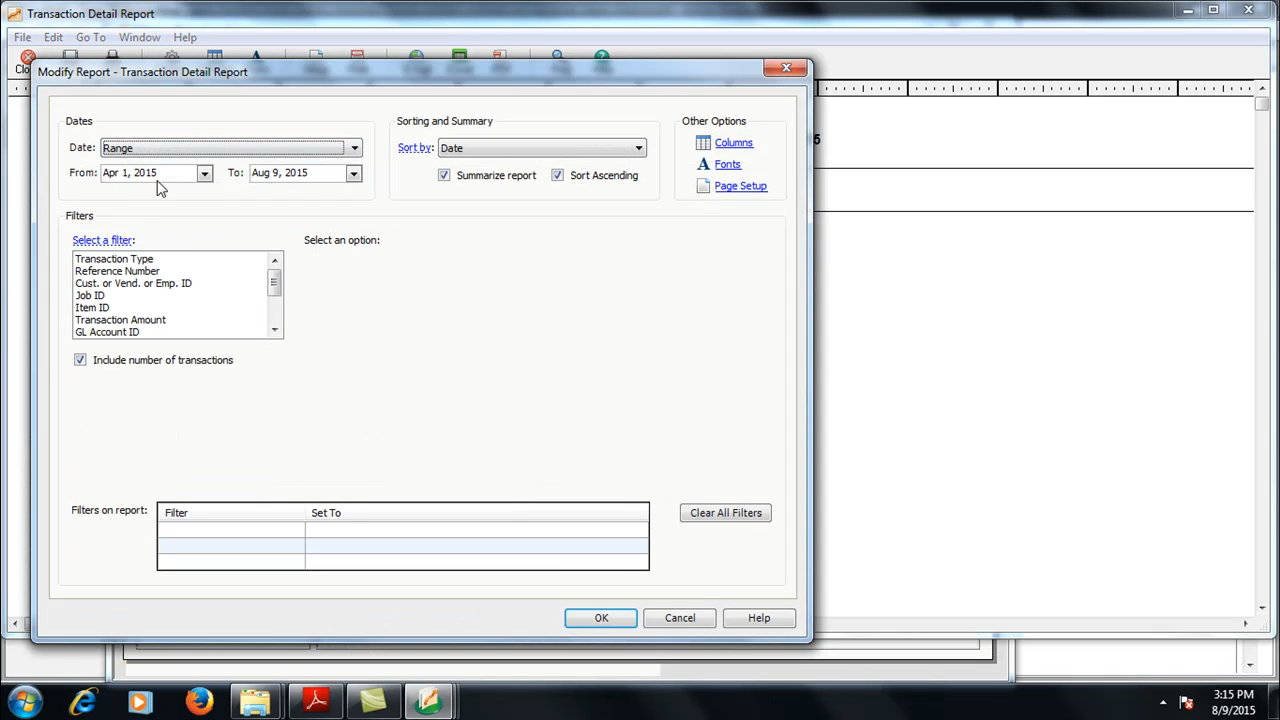 Transaction Detail Report
File Edit Go To Window Help
Clo
Modify Report - Transaction Detail Report
5
Dates
Date: Range
From: Apr 1, 2015 To: Aug 9, 2015
Sorting and Summary
Sort by: Date
Summarize report Sort Ascending
Other Options
Columns
Fonts
Page Setup
Filters
Select a filter:
Select an option:
Transaction Type
Reference Number
Cust. or Vend. or Emp. ID
Job ID
Item ID
Transaction Amount
GL Account ID
Include number of transactions
Filters on report:
Filter Set To
Clear All Filters
OK Cancel Help
3:15 PM
8/9/2015